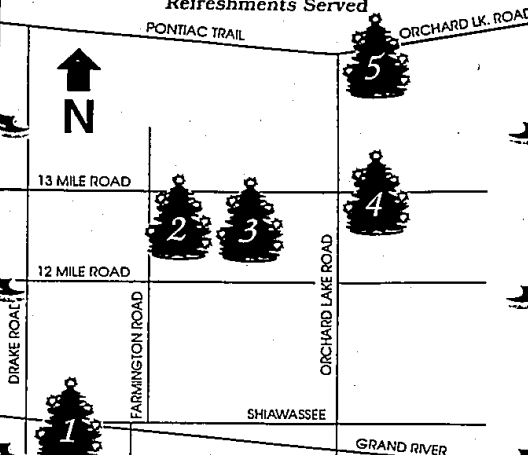 Refreshments Served
PONTIAC TRAIL
ORCHARD LK. ROAD
5
N
13 MILE ROAD
2
3
4
12 MILE ROAD
DRAKE ROAD
FARMINGTON ROAD
ORCHARD LAKE ROAD
1
SHIAWASSEE
GRAND RIVER